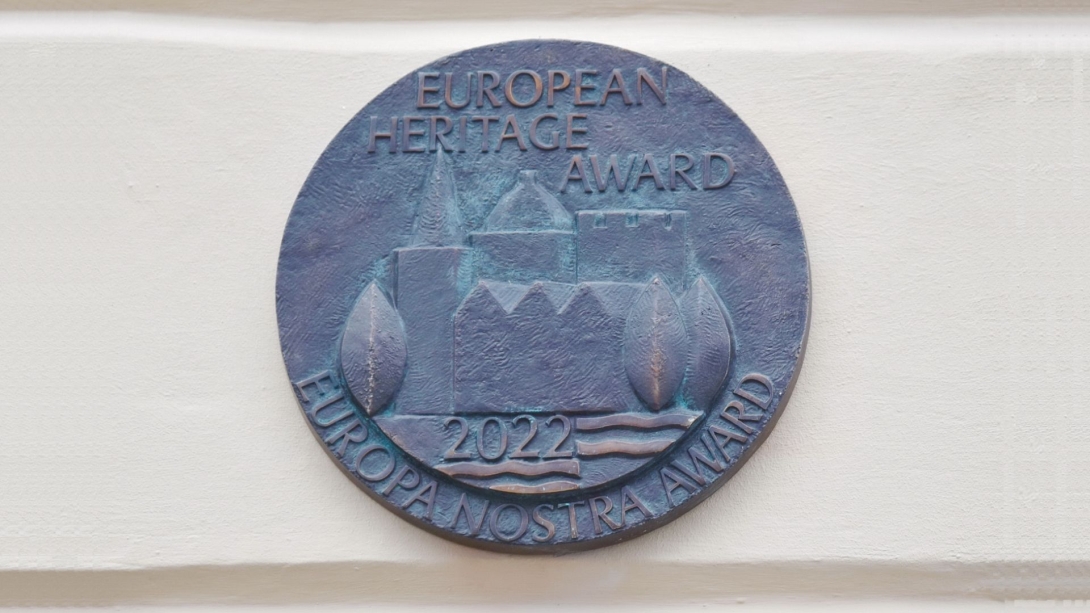 EUROPEAN
HERITAGE
AWARD
2022
EUROPA NOSTRA AWARD